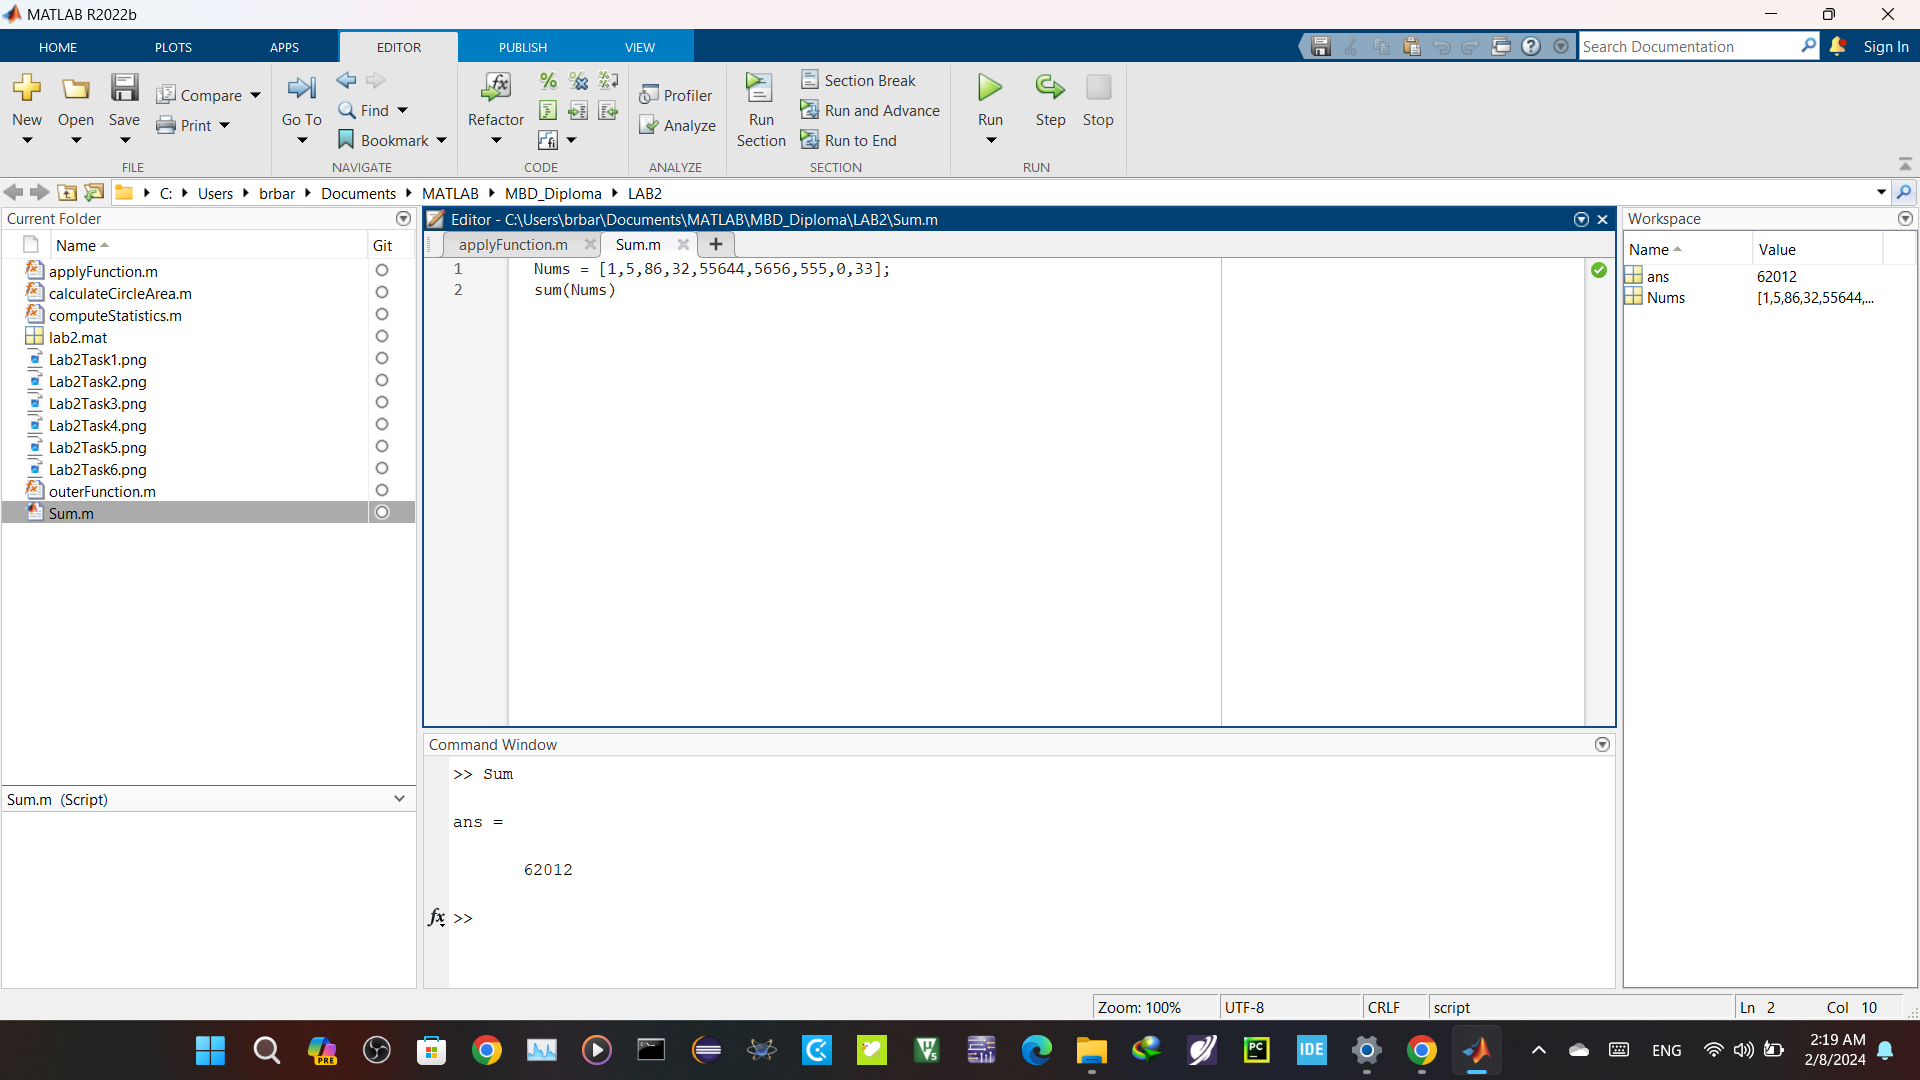 MATLAB R2022b
HOME PLOTS APPS EDITOR PUBLISH VIEW
Search Documentation
Sign In
New
Open
Save
Compare
Print
FILE
Go To
Find
Bookmark
NAVIGATE
Refactor
CODE
Profiler
Analyze
ANALYZE
Run
Section
Section Break
Run and Advance
Run to End
SECTION
Run
Step
Stop
RUN
C: Users brbar Documents MATLAB MBD_Diploma LAB2
Current Folder
Name Git
applyFunction.m
calculateCircleArea.m
computeStatistics.m
lab2.mat
Lab2Task1.png
Lab2Task2.png
Lab2Task3.png
Lab2Task4.png
Lab2Task5.png
Lab2Task6.png
outerFunction.m
Sum.m
Sum.m (Script)
Editor - C:\Users\brbar\Documents\MATLAB\MBD_Diploma\LAB2\Sum.m
applyFunction.m Sum.m
1 Nums = [1,5,86,32,55644,5656,555,0,33];
2 sum(Nums)
Command Window
>> Sum
ans =
62012
fx >>
Workspace
Name Value
ans 62012
Nums [1,5,86,32,55644,...
Zoom: 100% UTF-8 CRLF script Ln 2 Col 10
PRE
V5
PC
IDE
ENG
2:19 AM
2/8/2024